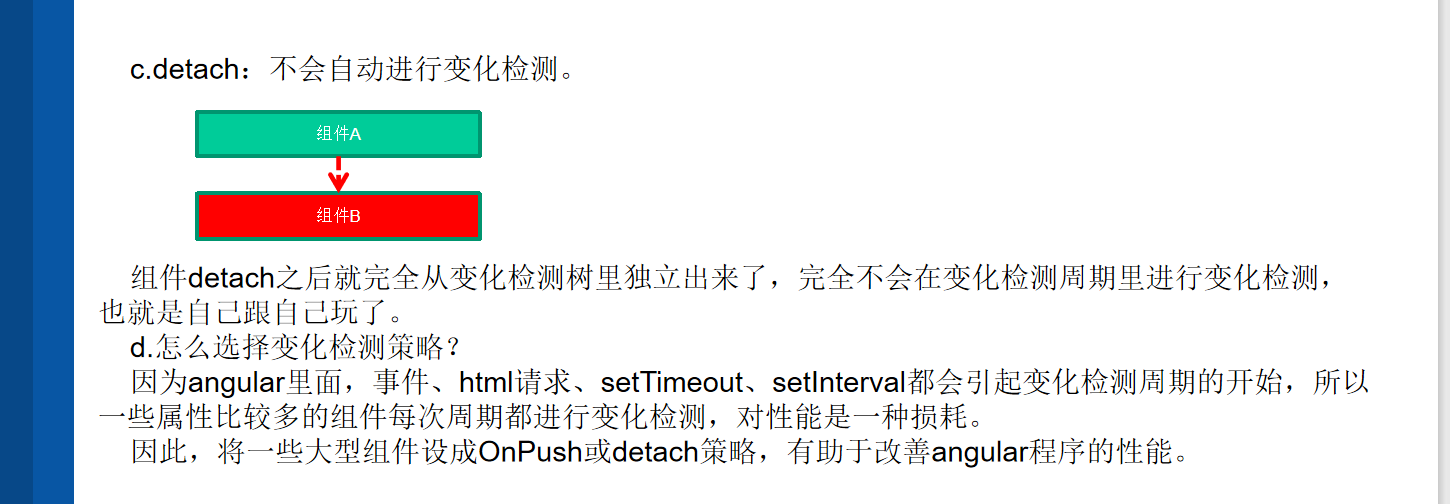 c.detach：不会自动进行变化检测。
组件A
组件B
组件detach之后就完全从变化检测树里独立出来了，完全不会在变化检测周期里进行变化检测，
也就是自己跟自己玩了。
d.怎么选择变化检测策略？
因为angular里面，事件、html请求、setTimeout、setInterval都会引起变化检测周期的开始，所以
一些属性比较多的组件每次周期都进行变化检测，对性能是一种损耗。
因此，将一些大型组件设成OnPush或detach策略，有助于改善angular程序的性能。